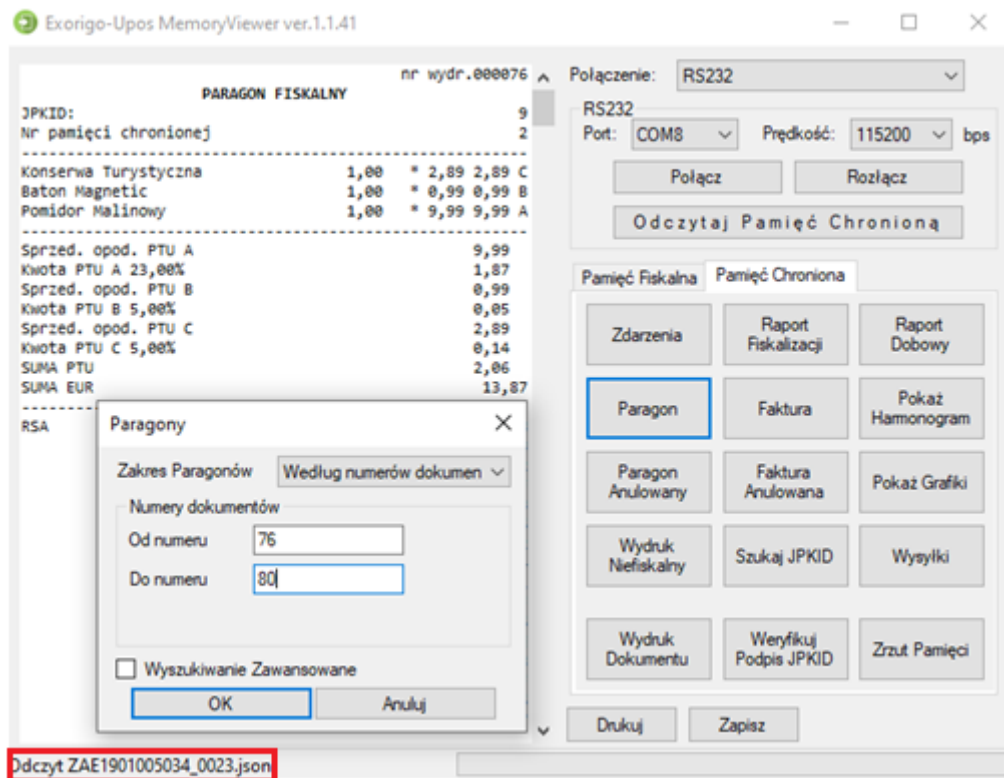 Exorigo-Upos MemoryViewer ver.1.1.41
nr wydr.000076
PARAGON FISKALNY
JPKID: 9
Nr pamięci chronionej 2
Konserwa Turystyczna 1,00 * 2,89 2,89 C
Baton Magnetic 1,00 * 0,99 0,99 B
Pomidor Malinowy 1,00 * 9,99 9,99 A
Sprzed. opod. PTU A 9,99
Kwota PTU A 23,00% 1,87
Sprzed. opod. PTU B 0,99
Kwota PTU B 5,00% 0,05
Sprzed. opod. PTU C 2,89
Kwota PTU C 5,00% 0,14
SUMA PTU 2,06
SUMA EUR 13,87
RSA
Paragony
Zakres Paragonów Według numerów dokumen
Numery dokumentów
Od numeru 76
Do numeru 80
Wyszukiwanie Zawansowane
OK Anuluj
Połączenie: RS232
RS232
Port: COM8 Prędkość: 115200 bps
Połącz Rozłącz
Odczytaj Pamięć Chronioną
Pamięć Fiskalna Pamięć Chroniona
Zdarzenia
Raport
Fiskalizacji
Raport
Dobowy
Paragon
Faktura
Pokaż
Harmonogram
Paragon
Anulowany
Faktura
Anulowana
Pokaż Grafiki
Wydruk
Niefiskalny
Szukaj JPKID
Wysyłki
Wydruk
Dokumentu
Weryfikuj
Podpis JPKID
Zrzut Pamięci
Drukuj Zapisz
Odczyt ZAE1901005034_0023.json